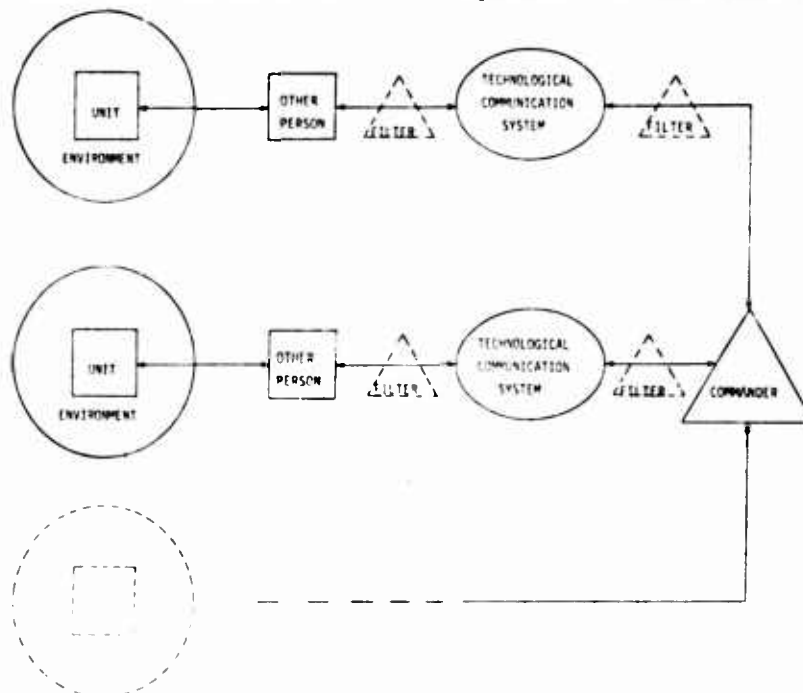 UNIT
ENVIRONMENT
OTHER
PERSON
FILTER
TECHNOLOGICAL
COMMUNICATION
SYSTEM
FILTER
UNIT
ENVIRONMENT
OTHER
PERSON
FILTER
TECHNOLOGICAL
COMMUNICATION
SYSTEM
FILTER
COMMANDER